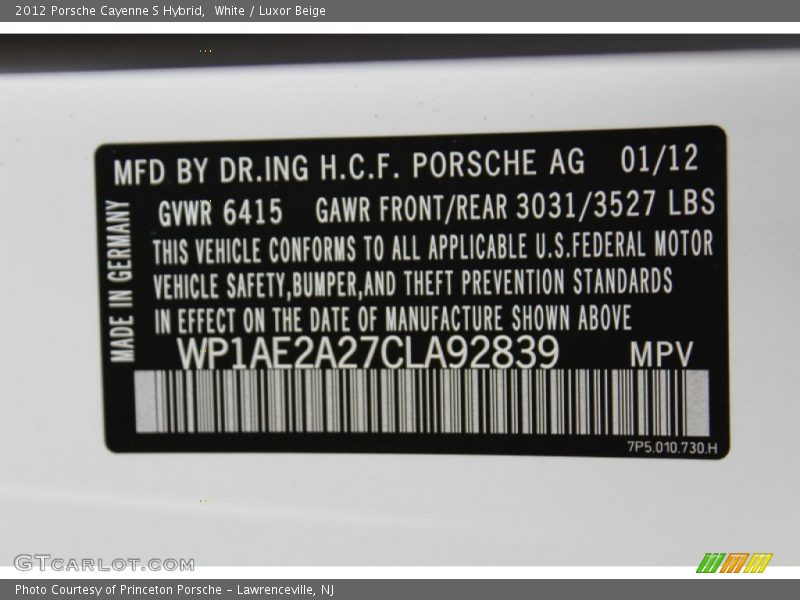 2012 Porsche Cayenne S Hybrid,  White / Luxor Beige
MFD BY DR.ING H.C.F. PORSCHE AG 01/12
GVWR 6415 GAWR FRONT/REAR 3031/3527 LBS
THIS VEHICLE CONFORMS TO ALL APPLICABLE U.S.FEDERAL MOTOR
VEHICLE SAFETY,BUMPER,AND THEFT PREVENTION STANDARDS
IN EFFECT ON THE DATE OF MANUFACTURE SHOWN ABOVE
MADE IN GERMANY
WP1AE2A27CLA92839 MPV
7P5.010.730.H
GTCARLOT.COM
Photo Courtesy of Princeton Porsche - Lawrenceville, NJ